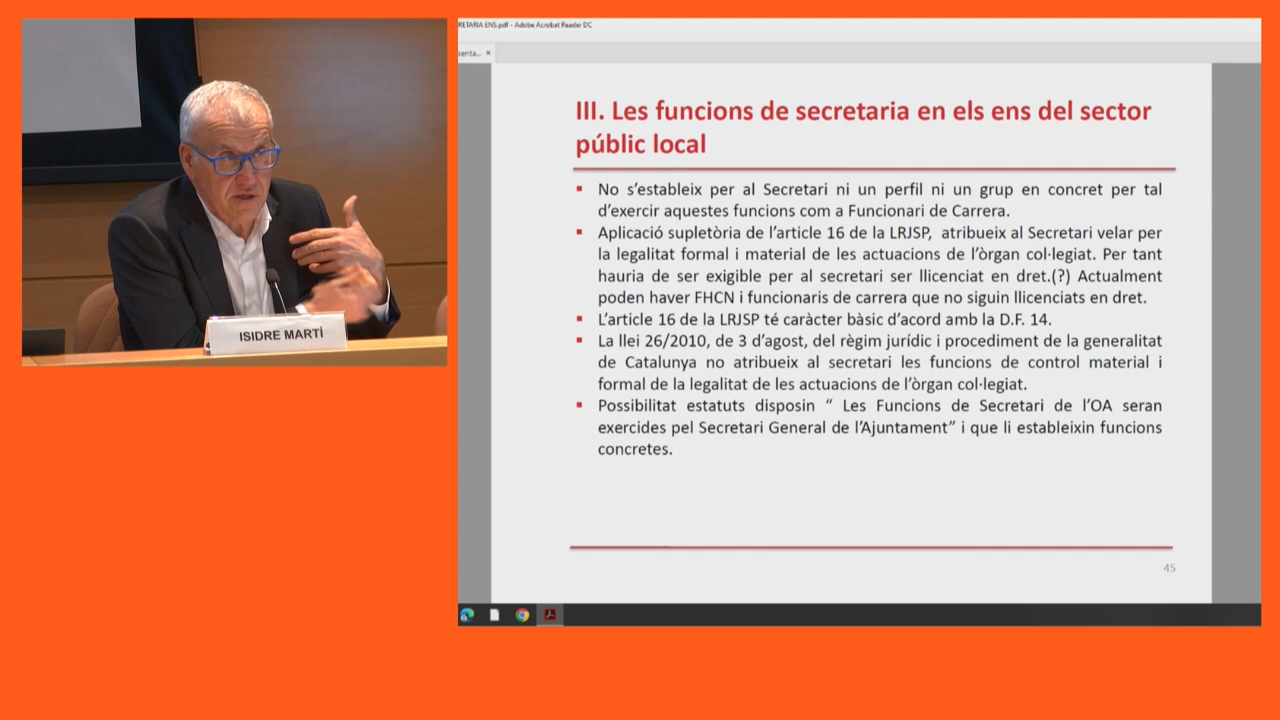 ISIDRE MARTÍ
RETARIA ENS.pdf - Adobe Acrobat Reader DC
senta... ×
III. Les funcions de secretaria en els ens del sector
públic local
▪ No s’estableix per al Secretari ni un perfil ni un grup en concret per tal
d’exercir aquestes funcions com a Funcionari de Carrera.
▪ Aplicació supletòria de l’article 16 de la LRJSP, atribueix al Secretari velar per
la legalitat formal i material de les actuacions de l’òrgan col·legiat. Per tant
hauria de ser exigible per al secretari ser llicenciat en dret.(?) Actualment
poden haver FHCN i funcionaris de carrera que no siguin llicenciats en dret.
▪ L’article 16 de la LRJSP té caràcter bàsic d’acord amb la D.F. 14.
▪ La llei 26/2010, de 3 d’agost, del règim jurídic i procediment de la generalitat
de Catalunya no atribueix al secretari les funcions de control material i
formal de la legalitat de les actuacions de l’òrgan col·legiat.
▪ Possibilitat estatuts disposin “ Les Funcions de Secretari de l’OA seran
exercides pel Secretari General de l’Ajuntament” i que li estableixin funcions
concretes.
45